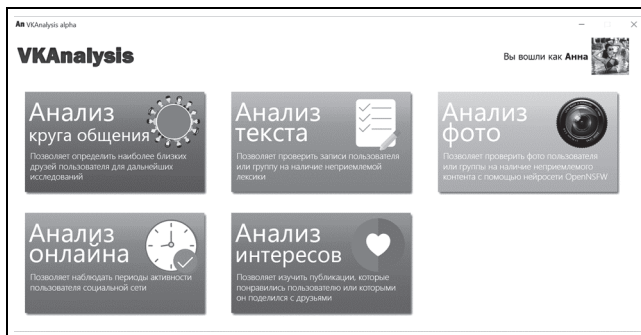 An VKAnalysis alpha
VKAnalysis
Вы вошли как Анна
Анализ
круга общения
Позволяет определить наиболее близких
друзей пользователя для дальнейших
исследований
Анализ
текста
Позволяет проверить записи пользователя
или группу на наличие неприемлемой
лексики
Анализ
фото
Позволяет проверить фото пользователя
или группы на наличие неприемлемого
контента с помощью нейросети OpenNSFW
Анализ
онлайна
Позволяет наблюдать периоды активности
пользователя социальной сети
Анализ
интересов
Позволяет изучить публикации, которые
понравились пользователю или которыми
он поделился с друзьями